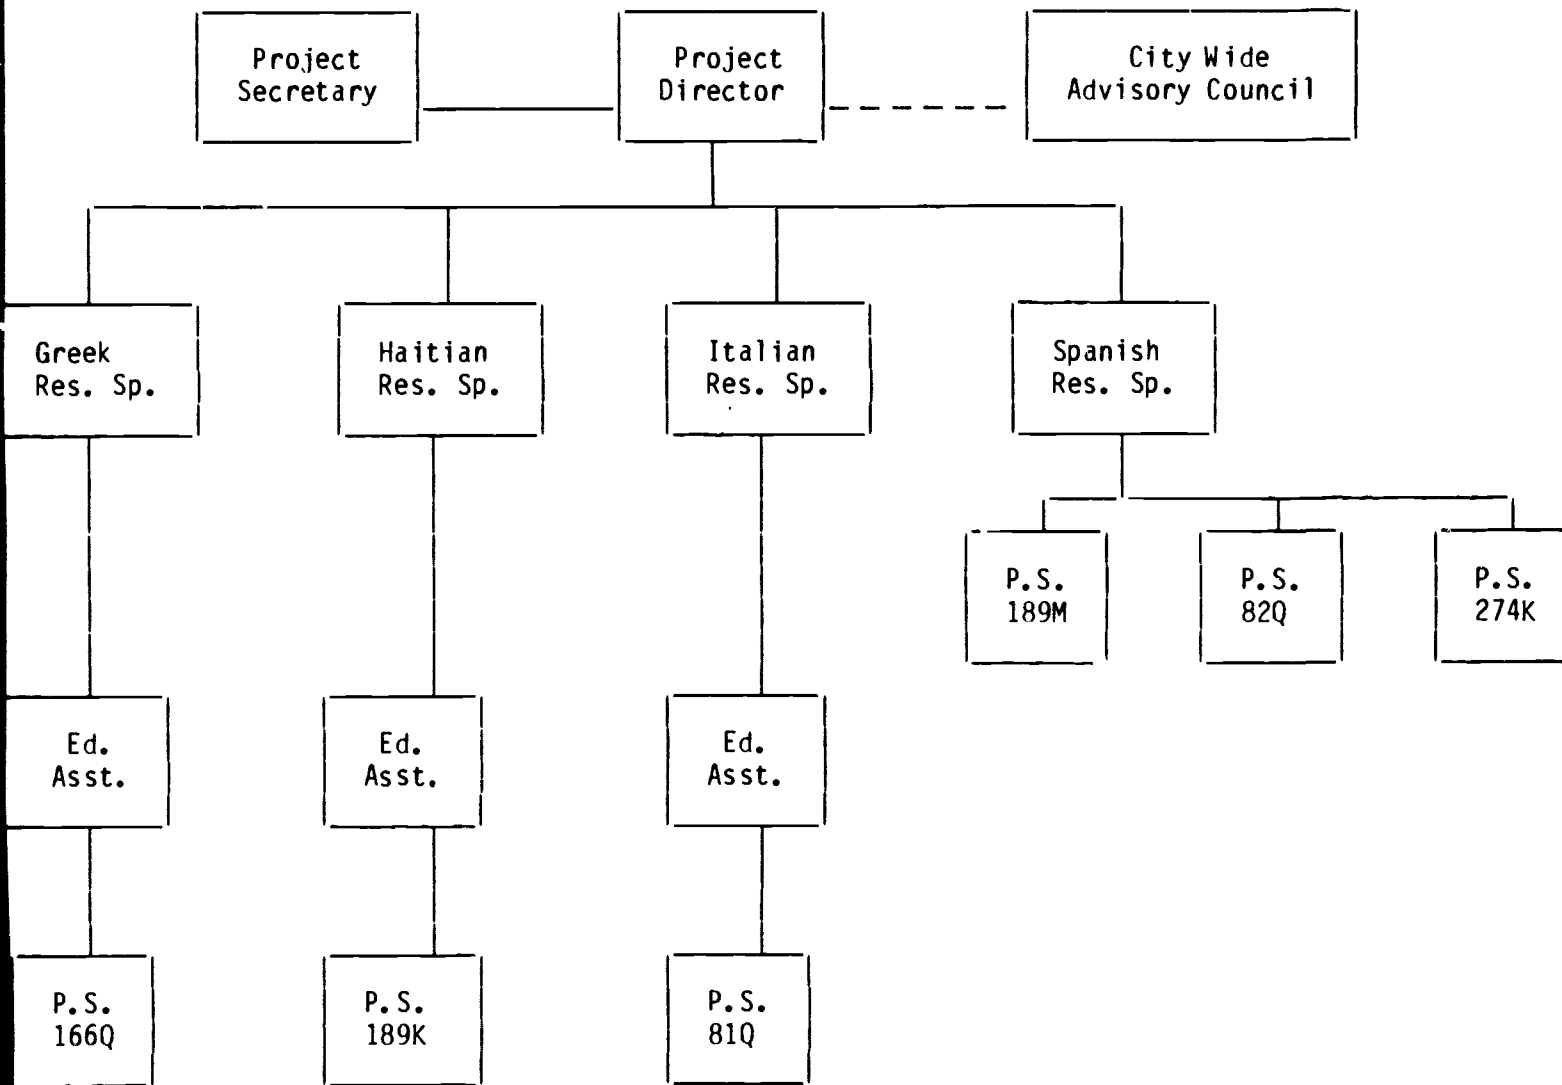 Project
Secretary
Project
Director
City Wide
Advisory Council
Greek
Res. Sp.
Haitian
Res. Sp.
Italian
Res. Sp.
Spanish
Res. Sp.
P.S.
189M
P.S.
82Q
P.S.
274K
Ed.
Asst.
Ed.
Asst.
Ed.
Asst.
P.S.
166Q
P.S.
189K
P.S.
81Q